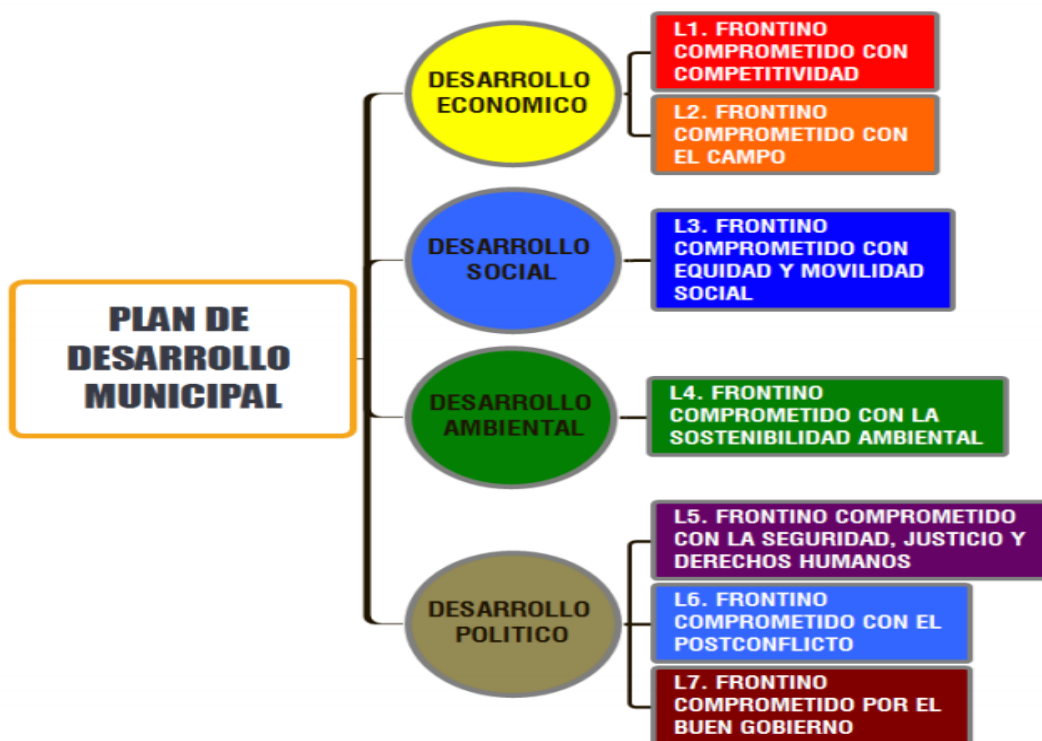 PLAN DE
DESARROLLO
MUNICIPAL
DESARROLLO
ECONOMICO
L1. FRONTINO
COMPROMETIDO CON
COMPETITIVIDAD
L2. FRONTINO
COMPROMETIDO CON
EL CAMPO
DESARROLLO
SOCIAL
L3. FRONTINO
COMPROMETIDO CON
EQUIDAD Y MOVILIDAD
SOCIAL
DESARROLLO
AMBIENTAL
L4. FRONTINO
COMPROMETIDO CON LA
SOSTENIBILIDAD AMBIENTAL
DESARROLLO
POLITICO
L5. FRONTINO COMPROMETIDO
CON LA SEGURIDAD, JUSTICIO Y
DERECHOS HUMANOS
L6. FRONTINO
COMPROMETIDO CON EL
POSTCONFLICTO
L7. FRONTINO
COMPROMETIDO POR EL
BUEN GOBIERNO